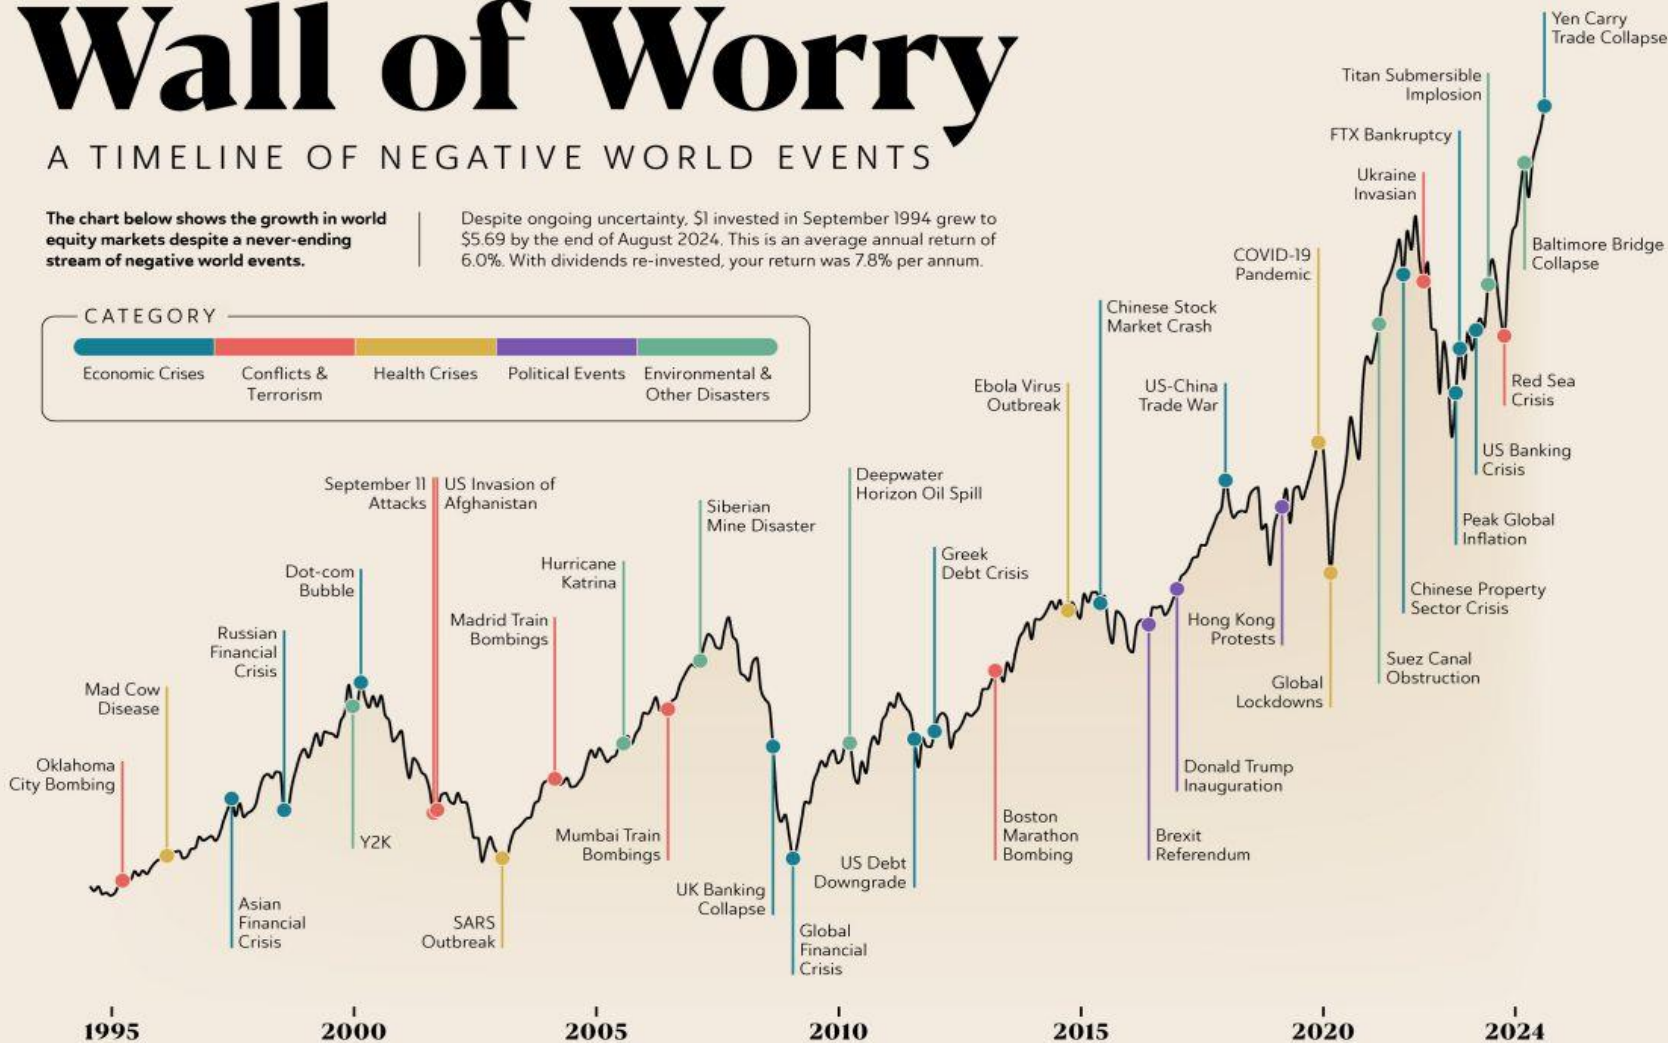 Wall of Worry
A TIMELINE OF NEGATIVE WORLD EVENTS
The chart below shows the growth in world
equity markets despite a never-ending
stream of negative world events.
Despite ongoing uncertainty, $1 invested in September 1994 grew to
$5.69 by the end of August 2024. This is an average annual return of
6.0%. With dividends re-invested, your return was 7.8% per annum.
CATEGORY
Economic Crises
Conflicts &
Terrorism
Health Crises
Political Events
Environmental &
Other Disasters
Oklahoma
City Bombing
Mad Cow
Disease
Asian
Financial
Crisis
Russian
Financial
Crisis
Y2K
Dot-com
Bubble
September 11
Attacks
US Invasion of
Afghanistan
SARS
Outbreak
Madrid Train
Bombings
Hurricane
Katrina
Mumbai Train
Bombings
Siberian
Mine Disaster
UK Banking
Collapse
Global
Financial
Crisis
Deepwater
Horizon Oil Spill
US Debt
Downgrade
Greek
Debt Crisis
Boston
Marathon
Bombing
Ebola Virus
Outbreak
Chinese Stock
Market Crash
Brexit
Referendum
Donald Trump
Inauguration
US-China
Trade War
Hong Kong
Protests
COVID-19
Pandemic
Global
Lockdowns
Suez Canal
Obstruction
Chinese Property
Sector Crisis
Ukraine
Invasian
Peak Global
Inflation
FTX Bankruptcy
US Banking
Crisis
Titan Submersible
Implosion
Red Sea
Crisis
Baltimore Bridge
Collapse
Yen Carry
Trade Collapse
1995
2000
2005
2010
2015
2020
2024